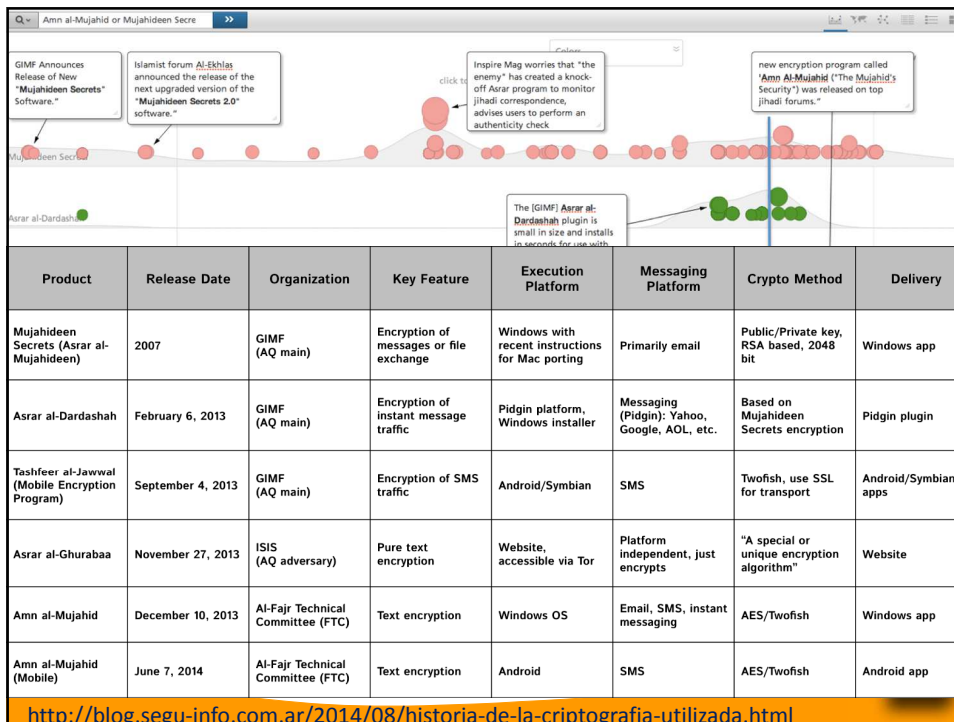 Amn al-Mujahid or Mujahideen Secre
»
GIMF Announces
Release of New
"Mujahideen Secrets"
Software."
Islamist forum Al-Ekhlas
announced the release of the
next upgraded version of the
"Mujahideen Secrets 2.0"
software."
click to
Inspire Mag worries that "the
enemy" has created a knock-
off Asrar program to monitor
jihadi correspondence,
advises users to perform an
authenticity check
new encryption program called
'Amn Al-Mujahid ("The Mujahid's
Security") was released on top
jihadi forums."
Mujahideen Secrets
Asrar al-Dardashah
The [GIMF] Asrar al-
Dardashah plugin is
small in size and installs
in seconds for use with
Product Release Date Organization Key Feature Execution Platform Messaging Platform Crypto Method Delivery
Mujahideen Secrets (Asrar al-Mujahideen) 2007 GIMF (AQ main) Encryption of messages or file exchange Windows with recent instructions for Mac porting Primarily email Public/Private key, RSA based, 2048 bit Windows app
Asrar al-Dardashah February 6, 2013 GIMF (AQ main) Encryption of instant message traffic Pidgin platform, Windows installer Messaging (Pidgin): Yahoo, Google, AOL, etc. Based on Mujahideen Secrets encryption Pidgin plugin
Tashfeer al-Jawwal (Mobile Encryption Program) September 4, 2013 GIMF (AQ main) Encryption of SMS traffic Android/Symbian SMS Twofish, use SSL for transport Android/Symbian apps
Asrar al-Ghurabaa November 27, 2013 ISIS (AQ adversary) Pure text encryption Website, accessible via Tor Platform independent, just encrypts "A special or unique encryption algorithm" Website
Amn al-Mujahid December 10, 2013 Al-Fajr Technical Committee (FTC) Text encryption Windows OS Email, SMS, instant messaging AES/Twofish Windows app
Amn al-Mujahid (Mobile) June 7, 2014 Al-Fajr Technical Committee (FTC) Text encryption Android SMS AES/Twofish Android app
http://blog.segu-info.com.ar/2014/08/historia-de-la-criptografia-utilizada.html